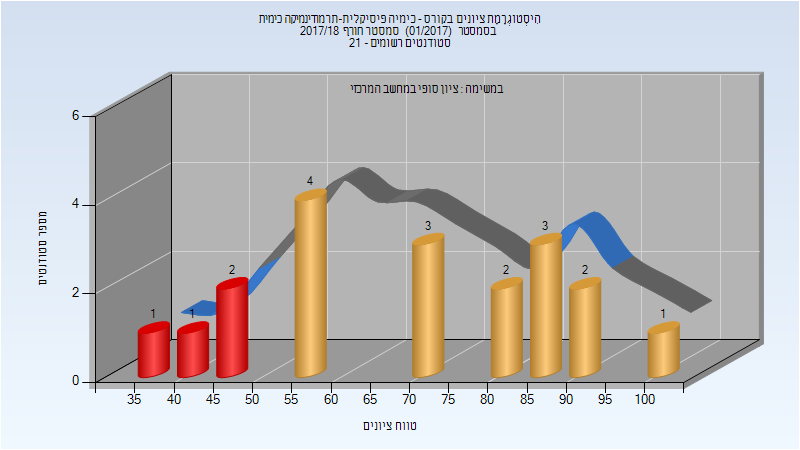 הִיסְטוֹגְרַמַת ציונים בקורס - כימיה פיסיקלית-תרמודינמיקה כימית
בסמסטר (01/2017) סמסטר חורף 2017/18
סטודנטים רשומים - 21
במשימה : ציון סופי במחשב המרכזי
מספר סטודנטים
6
4
2
0
1 1 2 4 3 2 3 2 1
35 40 45 50 55 60 65 70 75 80 85 90 95 100
טווח ציונים